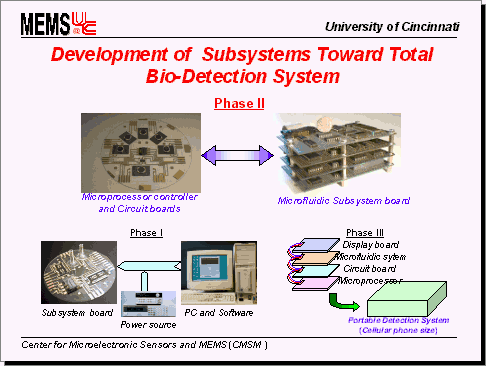 MEMS @ UC
University of Cincinnati
Development of Subsystems Toward Total
Bio-Detection System
Phase II
Microprocessor controller
and Circuit boards
Microfluidic Subsystem board
Phase I
Subsystem board
Power source
PC and Software
Phase III
Display board
Microfluidic sytem
Circuit board
Microprocessor
Portable Detection System
(Cellular phone size)
Center for Microelectronic Sensors and MEMS (CMSM )